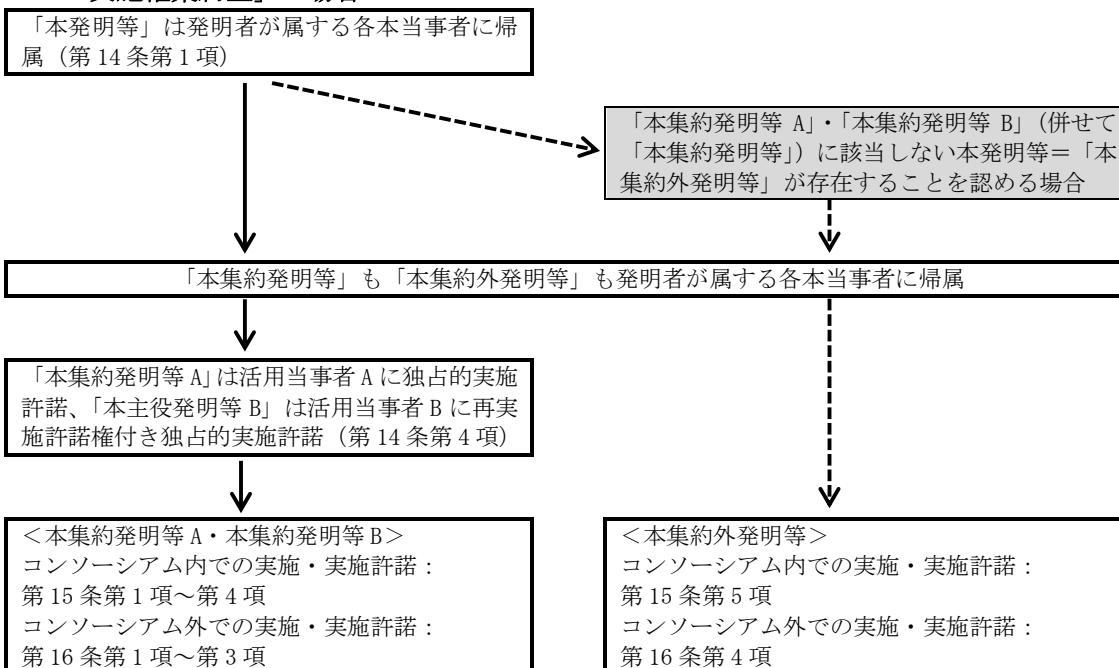 「本発明等」は発明者が属する各本当事者に帰
属（第 14 条第 1 項）
「本集約発明等 A」・「本集約発明等 B」（併せて
「本集約発明等」）に該当しない本発明等＝「本
集約外発明等」が存在することを認める場合
「本集約発明等」も「本集約外発明等」も発明者が属する各本当事者に帰属
「本集約発明等 A」は活用当事者 A に独占的実施
許諾、「本主役発明等 B」は活用当事者 B に再実
施許諾権付き独占的実施許諾（第 14 条第 4 項）
＜本集約発明等 A・本集約発明等 B＞
コンソーシアム内での実施・実施許諾：
第 15 条第 1 項～第 4 項
コンソーシアム外での実施・実施許諾：
第 16 条第 1 項～第 3 項
＜本集約外発明等＞
コンソーシアム内での実施・実施許諾：
第 15 条第 5 項
コンソーシアム外での実施・実施許諾：
第 16 条第 4 項